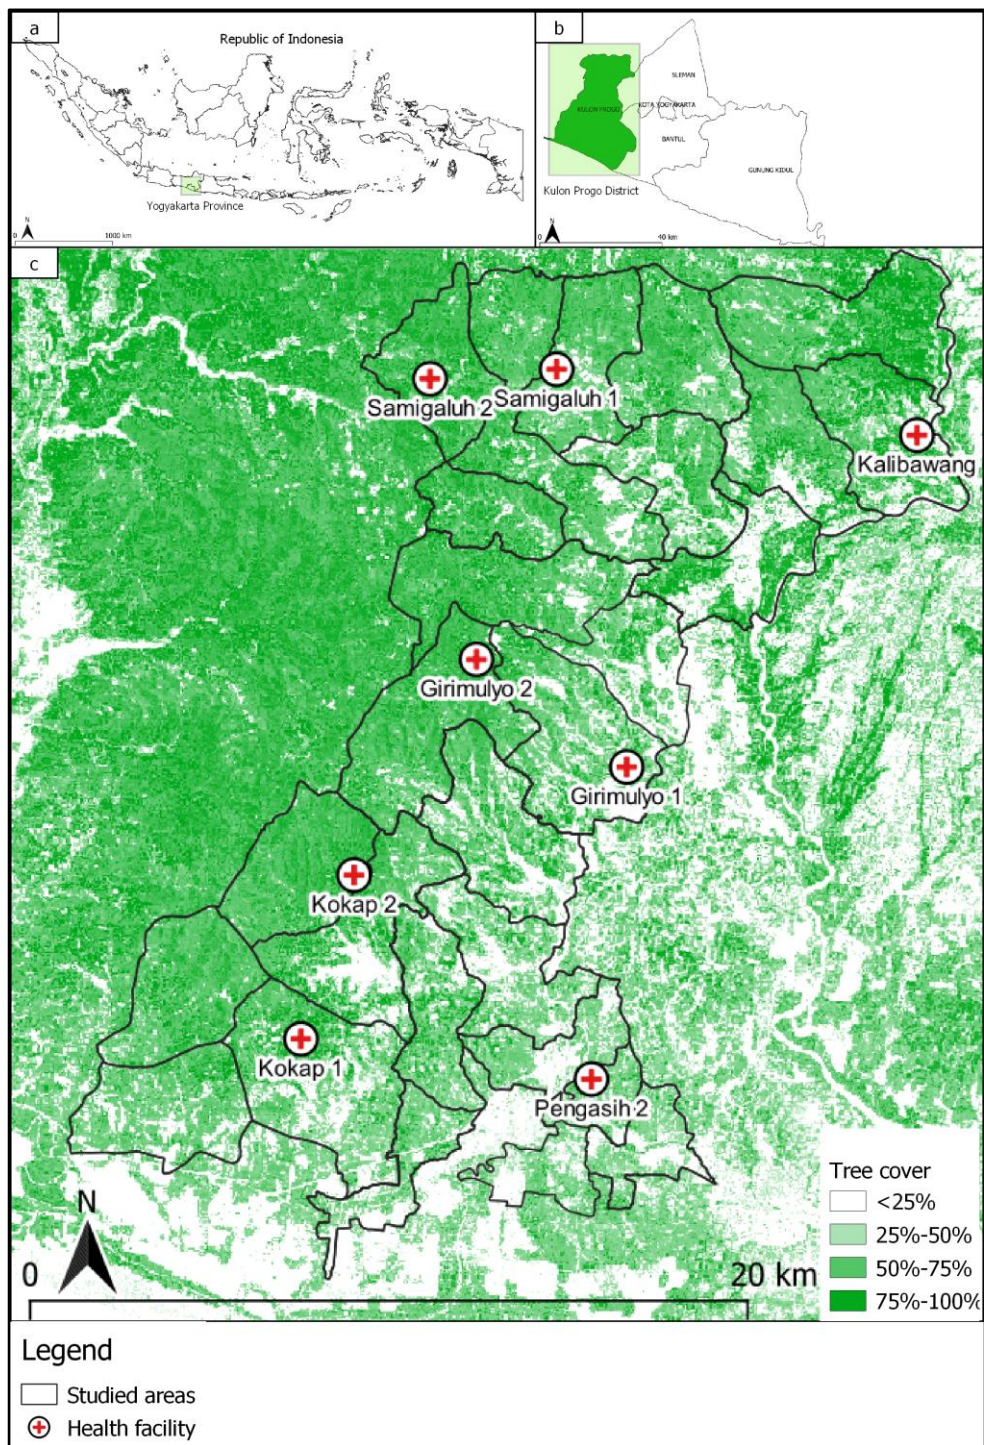 a
Republic of Indonesia
Yogyakarta Province
N
0
1000 km
b
SLEMAN
KULON PROGO
KOTA YOGYAKARTA
BANTUL
GUNUNG KIDUL
Kulon Progo District
N
0
40 km
c
Samigaluh 2
Samigaluh 1
Kalibawang
Girimulyo 2
Girimulyo 1
Kokap 2
Kokap 1
Pengasih 2
N
0
20 km
Tree cover
<25%
25%-50%
50%-75%
75%-100%
Legend
Studied areas
Health facility